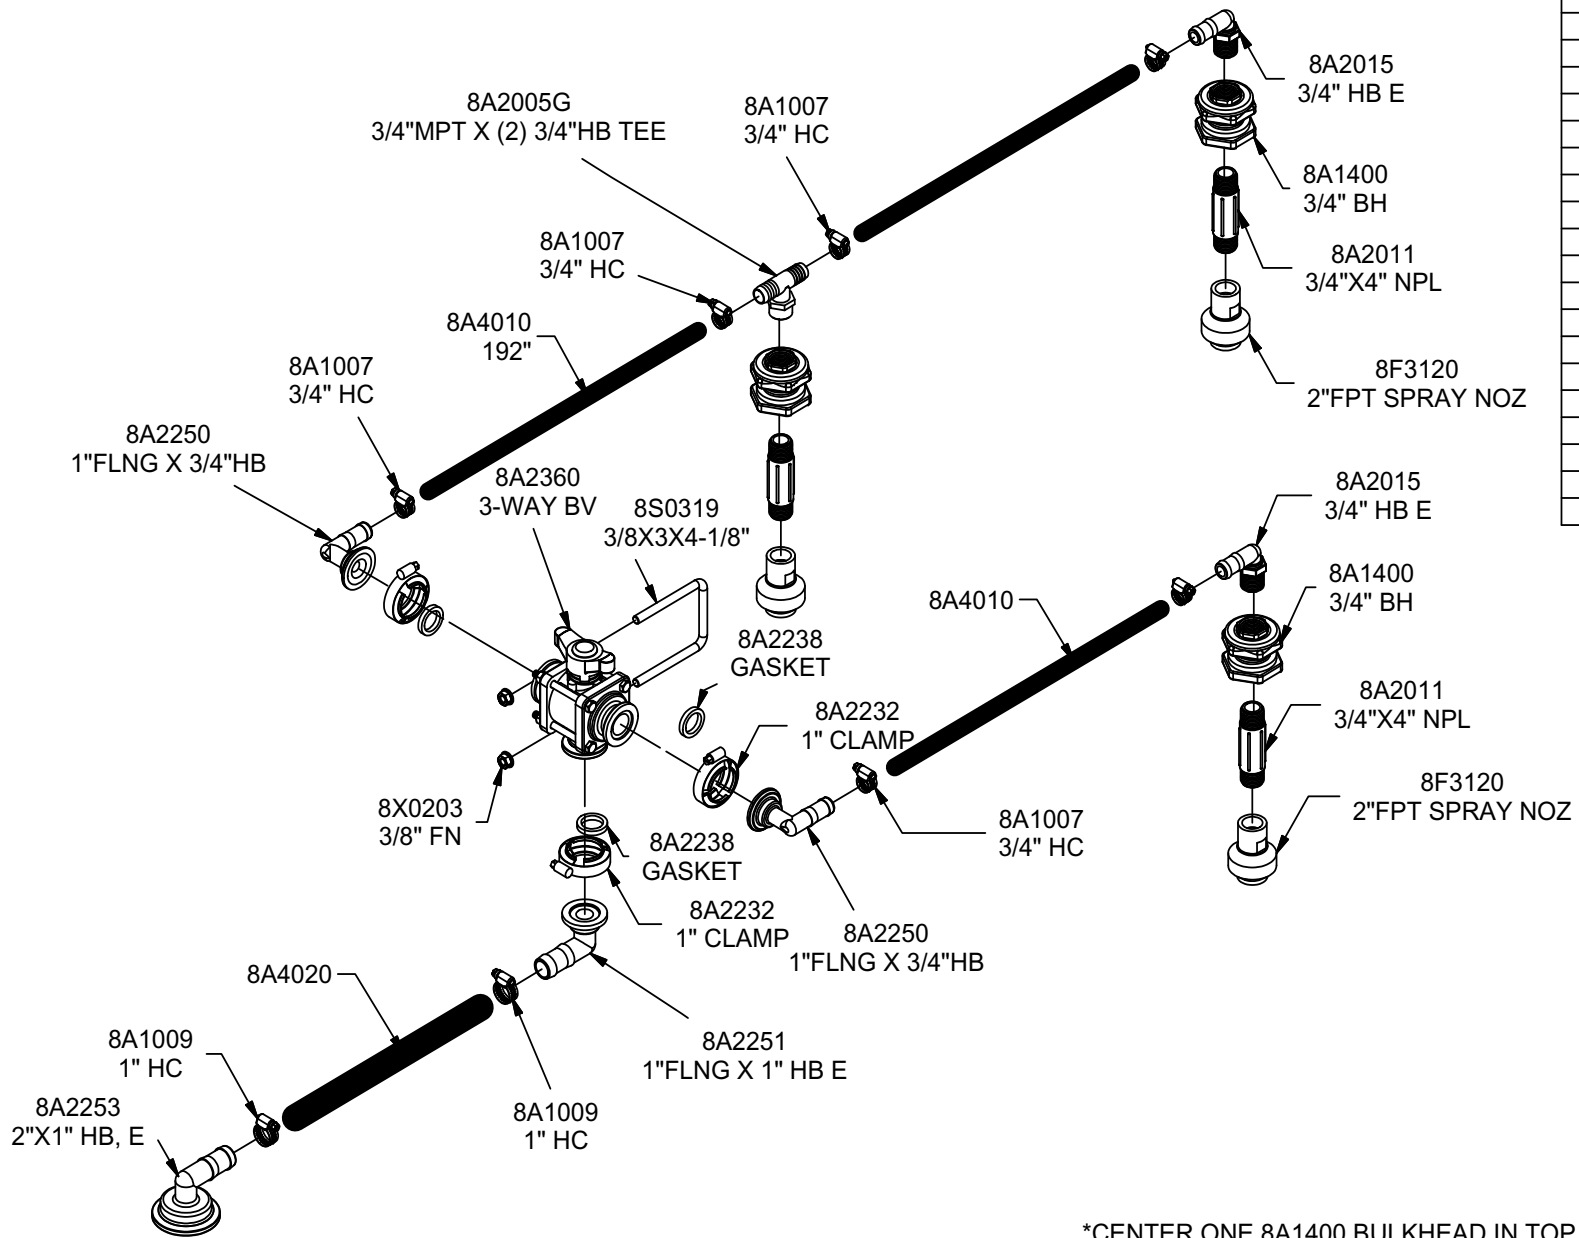 8A2015
3/4" HB E
8A2005G
3/4"MPT X (2) 3/4"HB TEE
8A1007
3/4" HC
8A1400
3/4" BH
8A1007
3/4" HC
8A2011
3/4"X4" NPL
8A4010
192"
8A1007
3/4" HC
8F3120
2"FPT SPRAY NOZ
8A2250
1"FLNG X 3/4"HB
8A2360
3-WAY BV
8S0319
3/8X3X4-1/8"
8A2015
3/4" HB E
8A4010
8A1400
3/4" BH
8A2238
GASKET
8A2011
3/4"X4" NPL
8A2232
1" CLAMP
8F3120
2"FPT SPRAY NOZ
8X0203
3/8" FN
8A1007
3/4" HC
8A2238
GASKET
8A2232
1" CLAMP
8A2250
1"FLNG X 3/4"HB
8A4020
8A2251
1"FLNG X 1" HB E
8A1009
1" HC
8A1009
1" HC
8A2253
2"X1" HB, E
*CENTER ONE 8A1400 BULKHEAD IN TOP